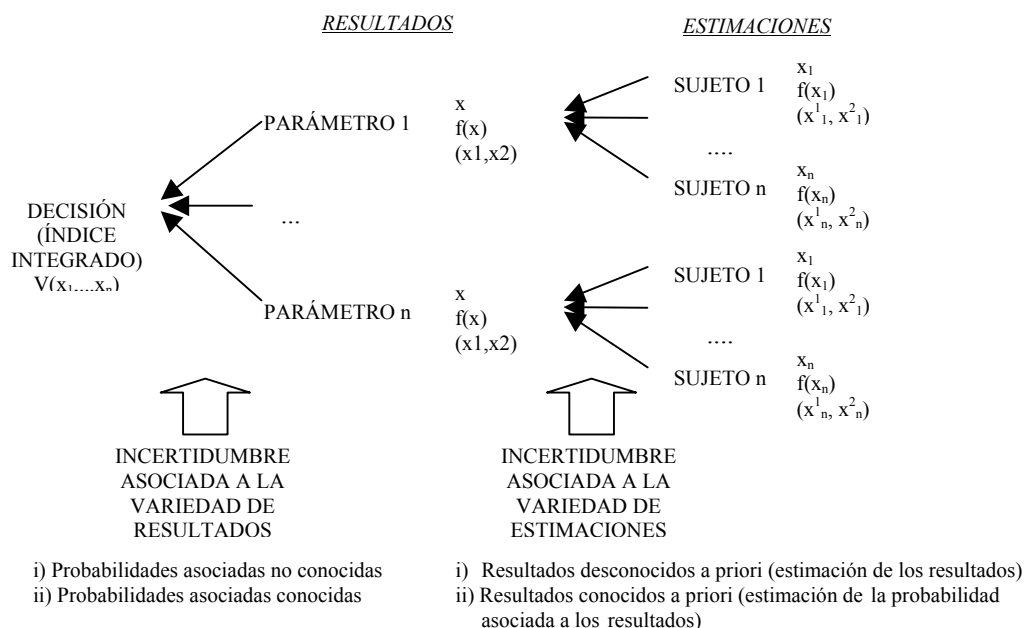 RESULTADOS
ESTIMACIONES
DECISIÓN
(ÍNDICE
INTEGRADO)
V(x₁,...,xₙ)
PARÁMETRO 1
x
f(x)
(x1,x2)
...
PARÁMETRO n
x
f(x)
(x1,x2)
SUJETO 1
x₁
f(x₁)
(x¹₁, x²₁)
....
SUJETO n
xₙ
f(xₙ)
(x¹ₙ, x²ₙ)
SUJETO 1
x₁
f(x₁)
(x¹₁, x²₁)
....
SUJETO n
xₙ
f(xₙ)
(x¹ₙ, x²ₙ)
INCERTIDUMBRE
ASOCIADA A LA
VARIEDAD DE
RESULTADOS
INCERTIDUMBRE
ASOCIADA A LA
VARIEDAD DE
ESTIMACIONES
i) Probabilidades asociadas no conocidas
ii) Probabilidades asociadas conocidas
i) Resultados desconocidos a priori (estimación de los resultados)
ii) Resultados conocidos a priori (estimación de la probabilidad
asociada a los resultados)